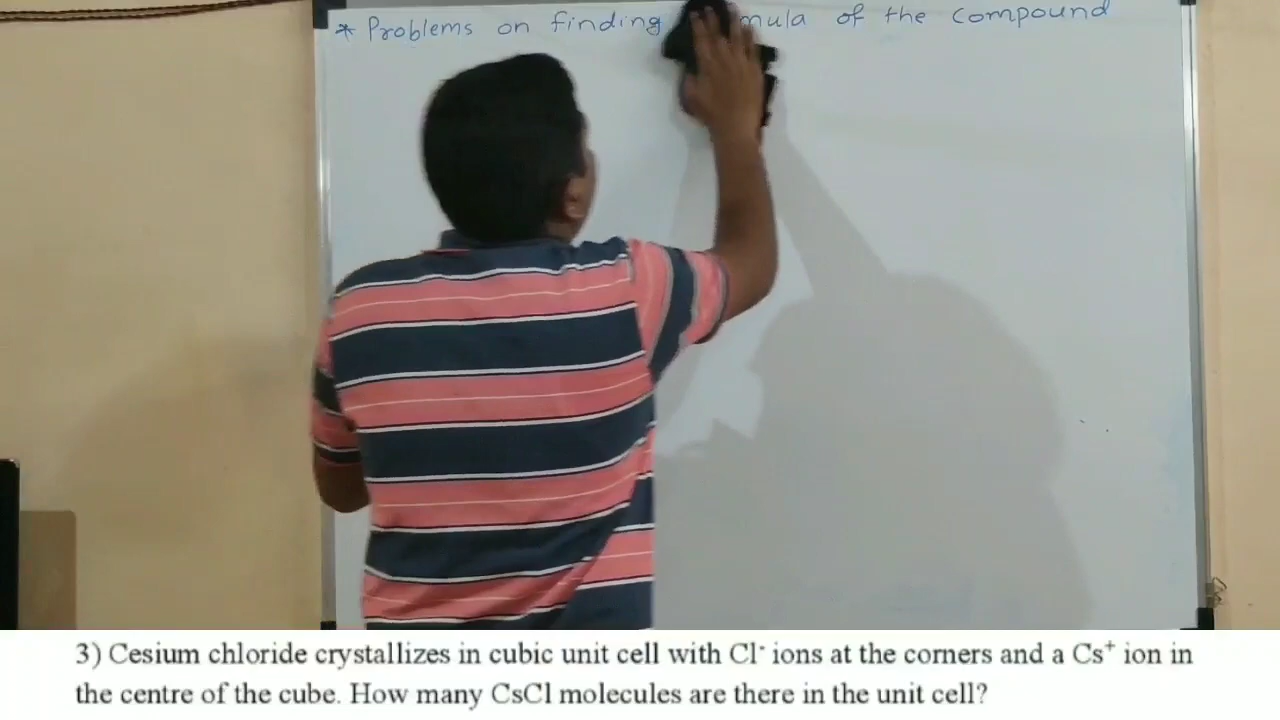 * Problems on finding mula of the compound
3) Cesium chloride crystallizes in cubic unit cell with Cl⁻ ions at the corners and a Cs⁺ ion in
the centre of the cube. How many CsCl molecules are there in the unit cell?